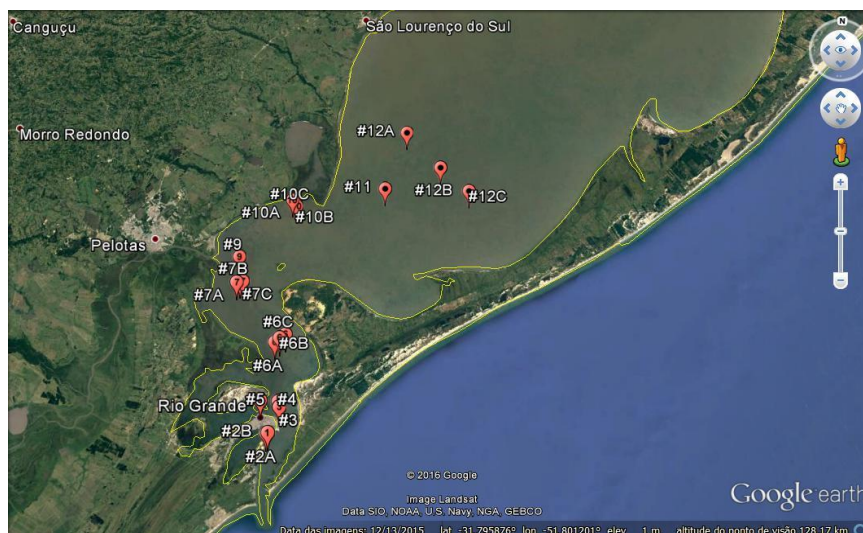 Canguçu
São Lourenço do Sul
N
Morro Redondo
#12A
#10C
#11
#12B
#12C
#10A
#10B
Pelotas
#9
9
#7B
7
#7A
#7C
#6C
#6B
#6A
Rio Grande
#5
#4
#3
#2B
1
#2A
© 2016 Google
Image Landsat
Data SIO, NOAA, U.S. Navy, NGA, GEBCO
Google earth
Data das imagens: 12/13/2015 lat -31.795876° lon -51.801201° elev 1 m altitude do ponto de visão 128.17 km